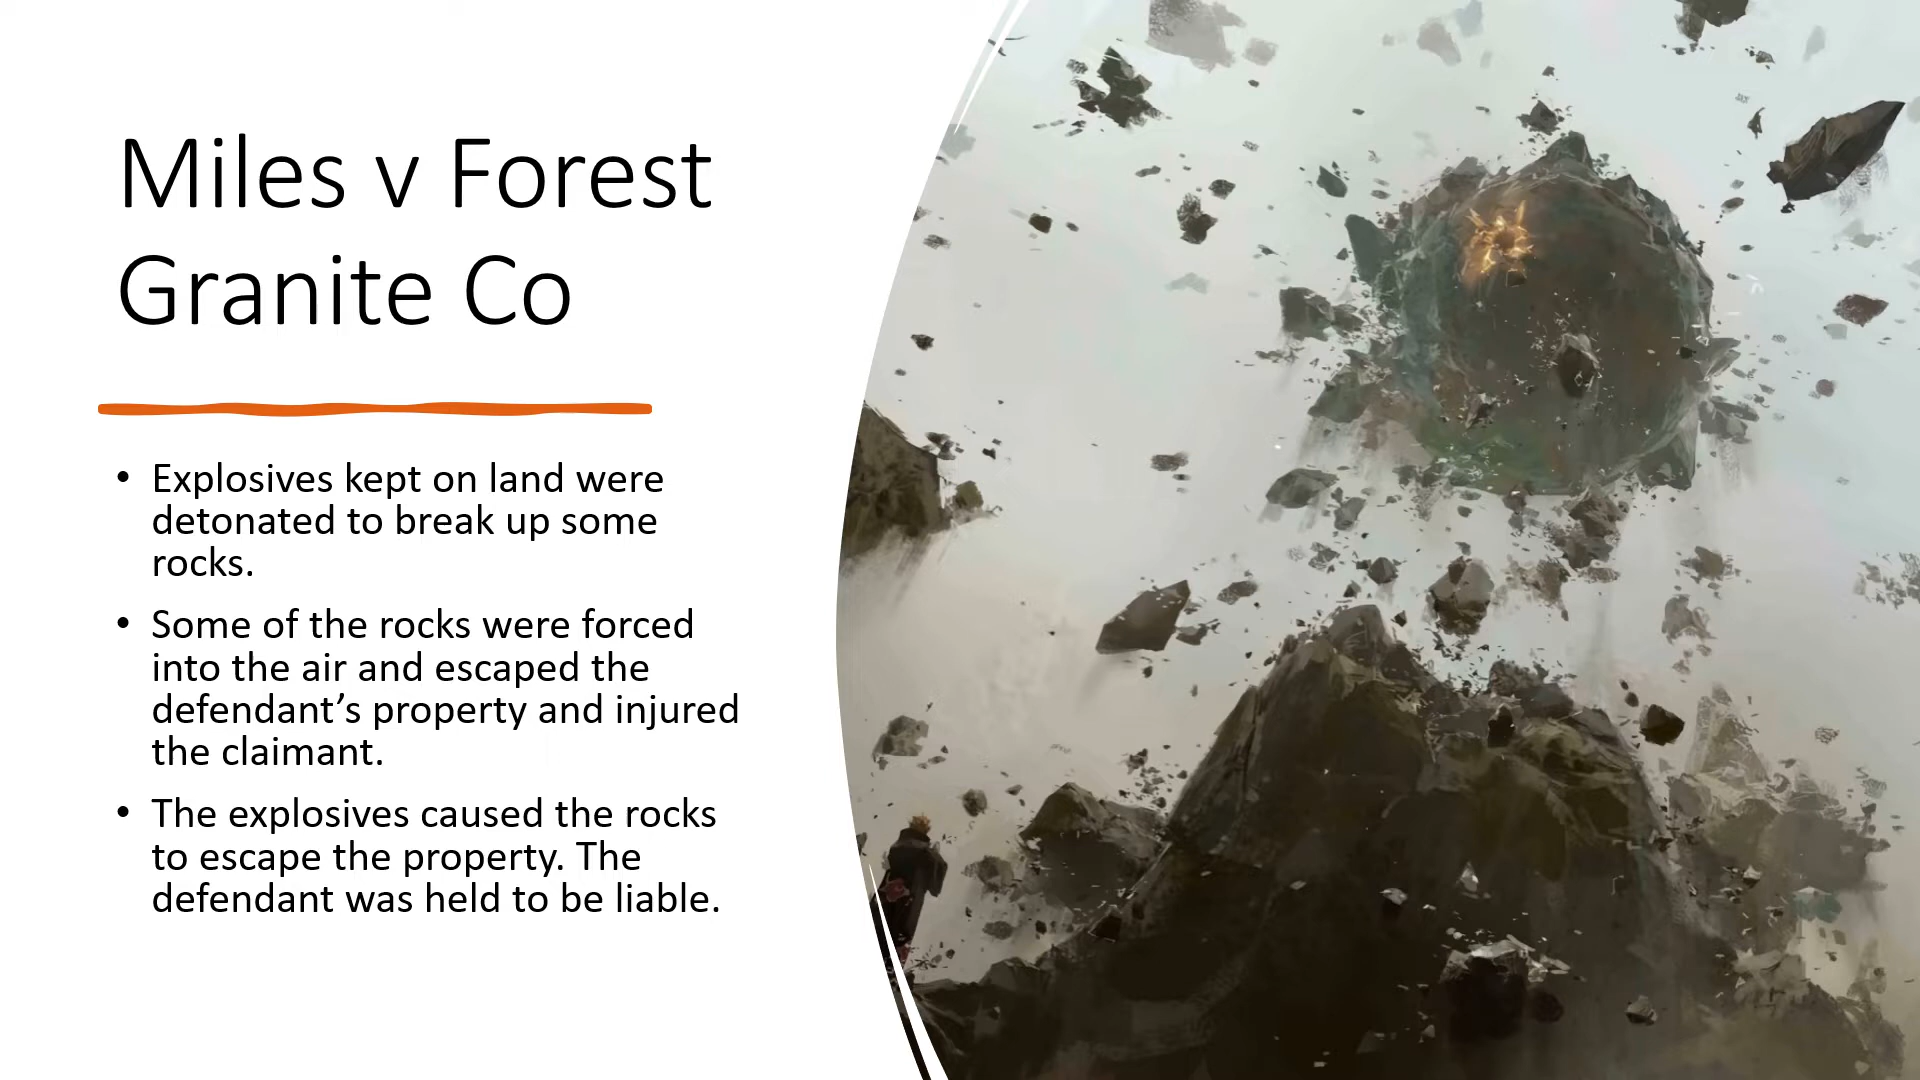 Miles v Forest
Granite Co
• Explosives kept on land were
detonated to break up some
rocks.
• Some of the rocks were forced
into the air and escaped the
defendant’s property and injured
the claimant.
• The explosives caused the rocks
to escape the property. The
defendant was held to be liable.